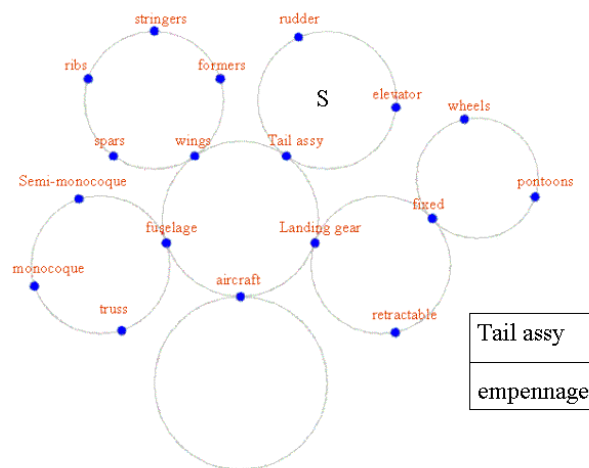 stringers
rudder
ribs
formers
S
elevator
wheels
spars
wings
Tail assy
Semi-monocoque
pontoons
fixed
fuselage
Landing gear
monocoque
aircraft
truss
retractable
Tail assy
empennage